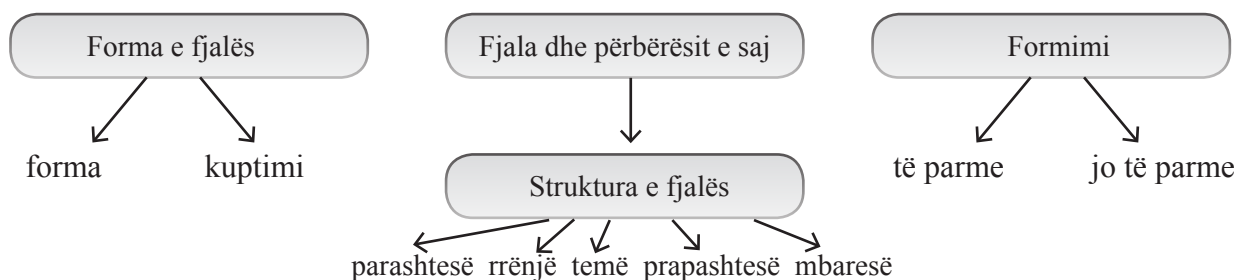 Forma e fjalës
Fjala dhe përbërësit e saj
Formimi
forma
kuptimi
të parme
jo të parme
Struktura e fjalës
parashtesë rrënjë temë prapashtesë mbaresë